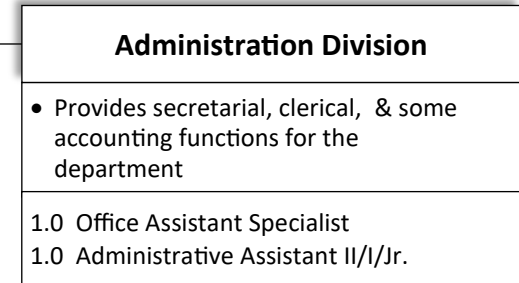 Administration Division
• Provides secretarial, clerical, & some
accounting functions for the
department
1.0 Office Assistant Specialist
1.0 Administrative Assistant II/I/Jr.